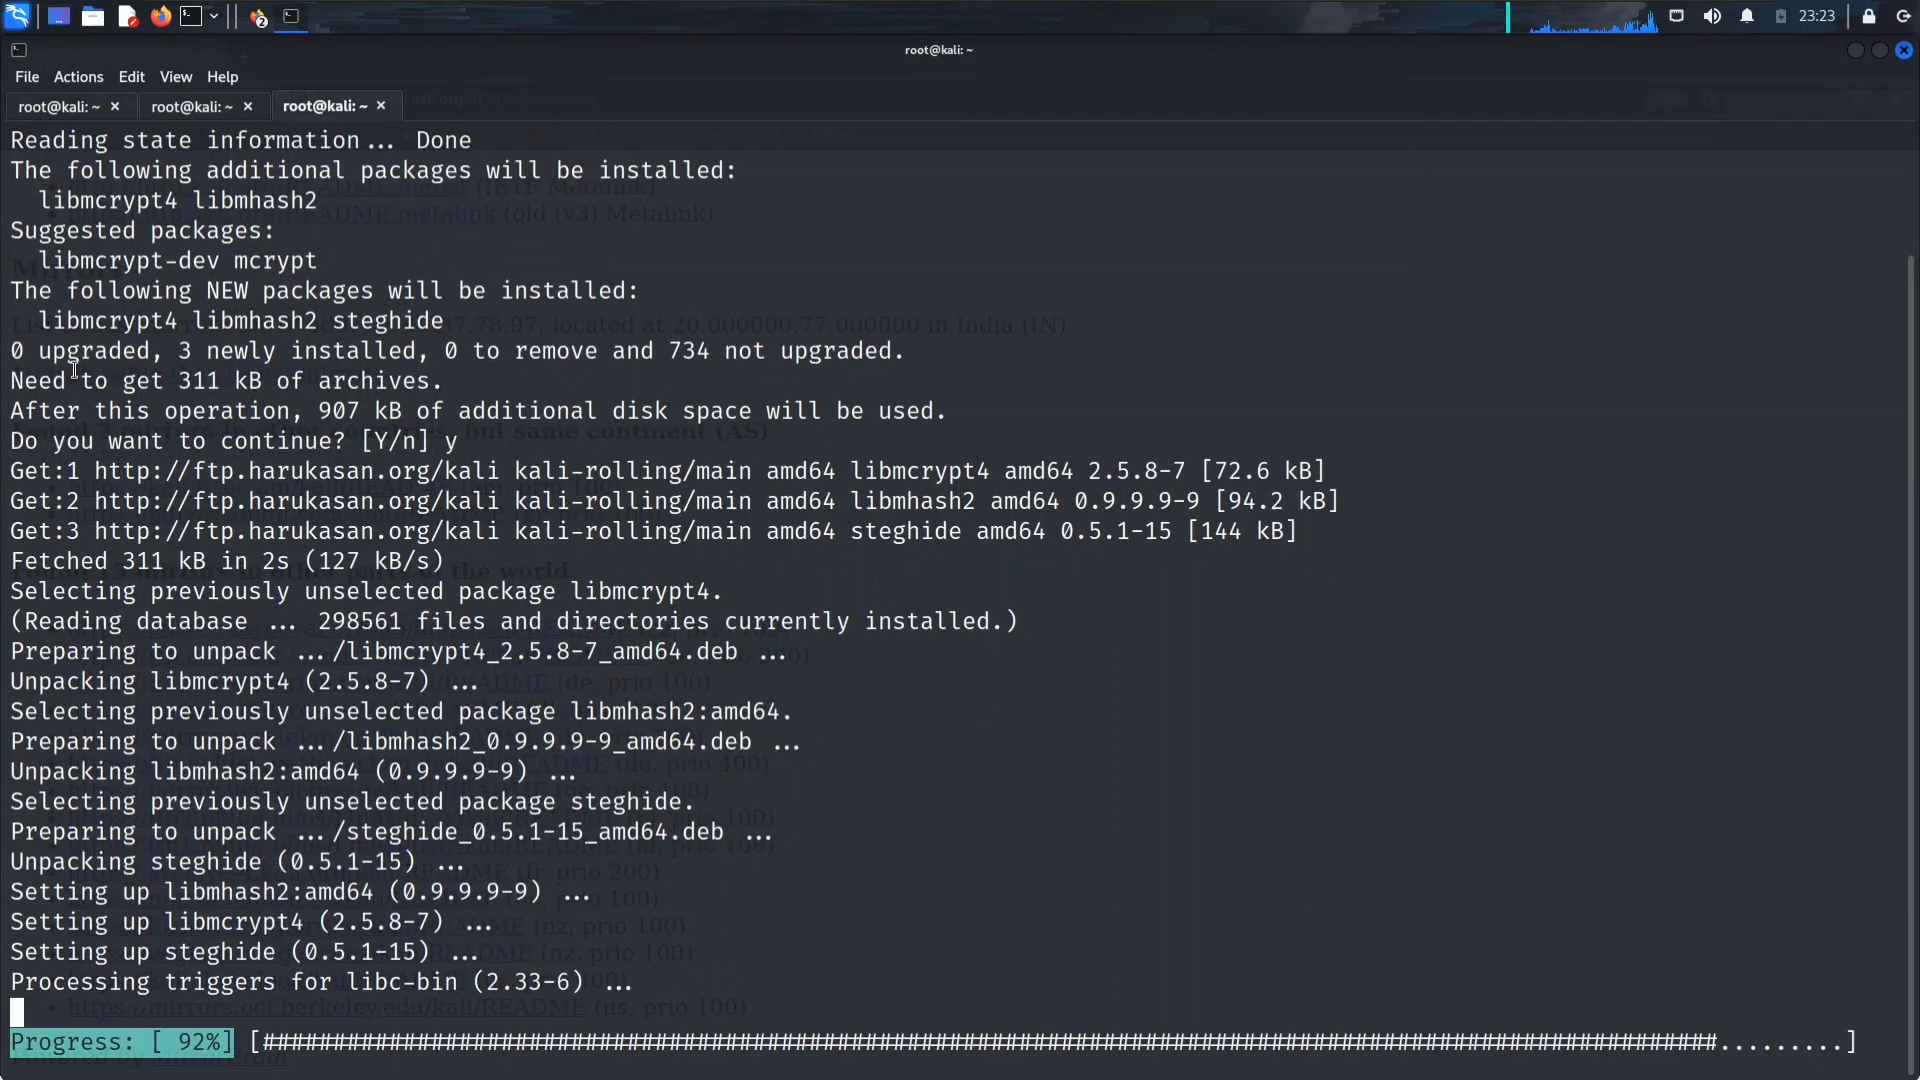 2
23:23
root@kali: ~
File Actions Edit View Help
root@kali: ~ × root@kali: ~ × root@kali: ~ ×
Reading state information... Done
The following additional packages will be installed:
libmcrypt4 libmhash2
Suggested packages:
libmcrypt-dev mcrypt
The following NEW packages will be installed:
libmcrypt4 libmhash2 steghide
0 upgraded, 3 newly installed, 0 to remove and 734 not upgraded.
Need to get 311 kB of archives.
After this operation, 907 kB of additional disk space will be used.
Do you want to continue? [Y/n] y
Get:1 http://ftp.harukasan.org/kali kali-rolling/main amd64 libmcrypt4 amd64 2.5.8-7 [72.6 kB]
Get:2 http://ftp.harukasan.org/kali kali-rolling/main amd64 libmhash2 amd64 0.9.9.9-9 [94.2 kB]
Get:3 http://ftp.harukasan.org/kali kali-rolling/main amd64 steghide amd64 0.5.1-15 [144 kB]
Fetched 311 kB in 2s (127 kB/s)
Selecting previously unselected package libmcrypt4.
(Reading database ... 298561 files and directories currently installed.)
Preparing to unpack .../libmcrypt4_2.5.8-7_amd64.deb ...
Unpacking libmcrypt4 (2.5.8-7) ...
Selecting previously unselected package libmhash2:amd64.
Preparing to unpack .../libmhash2_0.9.9.9-9_amd64.deb ...
Unpacking libmhash2:amd64 (0.9.9.9-9) ...
Selecting previously unselected package steghide.
Preparing to unpack .../steghide_0.5.1-15_amd64.deb ...
Unpacking steghide (0.5.1-15) ...
Setting up libmhash2:amd64 (0.9.9.9-9) ...
Setting up libmcrypt4 (2.5.8-7) ...
Setting up steghide (0.5.1-15) ...
Processing triggers for libc-bin (2.33-6) ...
https://mirrors.ocf.berkeley.edu/kali/README (us, prio 100)
Progress: [ 92%] [#########################################################################################################.........]